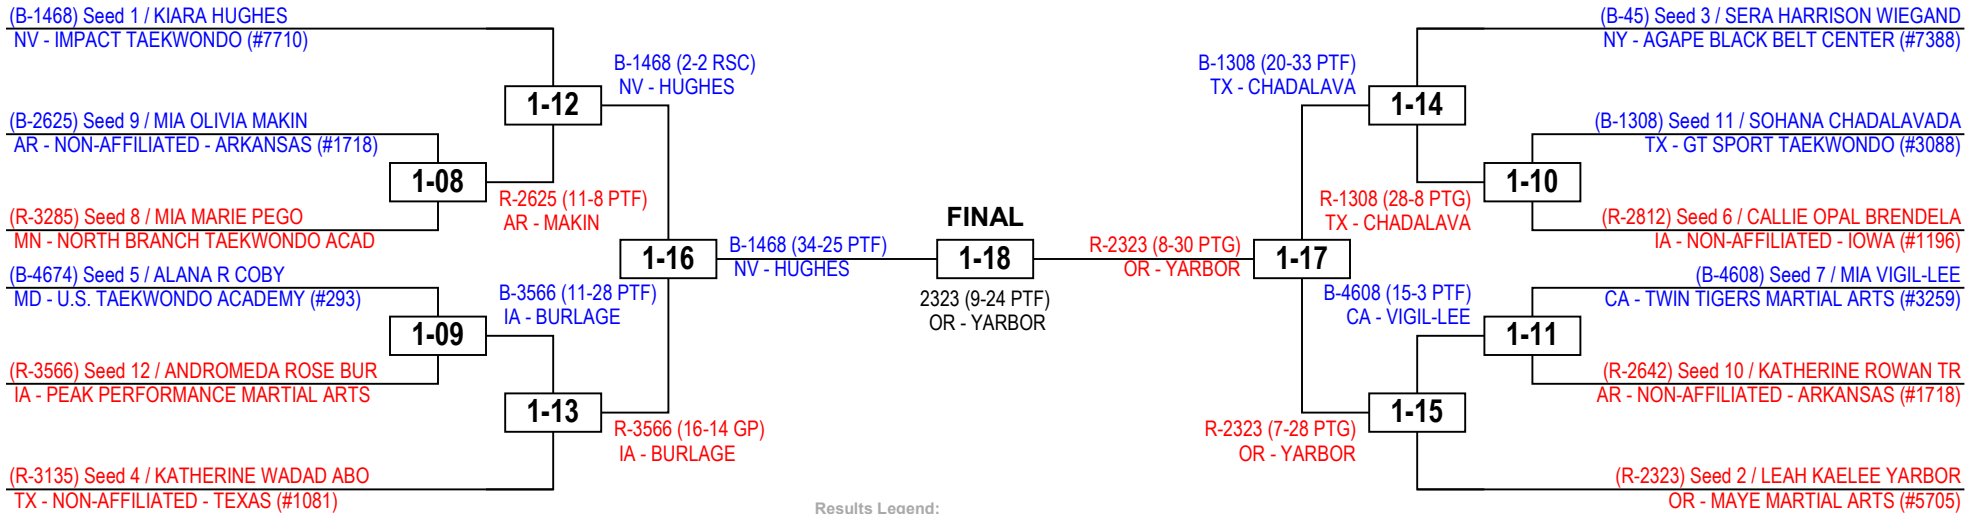 (B-1468) Seed 1 / KIARA HUGHES
NV - IMPACT TAEKWONDO (#7710)
B-1468 (2-2 RSC)
NV - HUGHES
1-12
(B-2625) Seed 9 / MIA OLIVIA MAKIN
AR - NON-AFFILIATED - ARKANSAS (#1718)
1-08
R-2625 (11-8 PTF)
AR - MAKIN
(R-3285) Seed 8 / MIA MARIE PEGO
MN - NORTH BRANCH TAEKWONDO ACAD
1-16
B-1468 (34-25 PTF)
NV - HUGHES
(B-4674) Seed 5 / ALANA R COBY
MD - U.S. TAEKWONDO ACADEMY (#293)
B-3566 (11-28 PTF)
IA - BURLAGE
1-09
(R-3566) Seed 12 / ANDROMEDA ROSE BUR
IA - PEAK PERFORMANCE MARTIAL ARTS
1-13
R-3566 (16-14 GP)
IA - BURLAGE
(R-3135) Seed 4 / KATHERINE WADAD ABO
TX - NON-AFFILIATED - TEXAS (#1081)
FINAL
1-18
2323 (9-24 PTF)
OR - YARBOR
(B-45) Seed 3 / SERA HARRISON WIEGAND
NY - AGAPE BLACK BELT CENTER (#7388)
B-1308 (20-33 PTF)
TX - CHADALAVA
1-14
(B-1308) Seed 11 / SOHANA CHADALAVADA
TX - GT SPORT TAEKWONDO (#3088)
1-10
R-1308 (28-8 PTG)
TX - CHADALAVA
(R-2812) Seed 6 / CALLIE OPAL BRENDELA
IA - NON-AFFILIATED - IOWA (#1196)
R-2323 (8-30 PTG)
OR - YARBOR
1-17
(B-4608) Seed 7 / MIA VIGIL-LEE
CA - TWIN TIGERS MARTIAL ARTS (#3259)
B-4608 (15-3 PTF)
CA - VIGIL-LEE
1-11
(R-2642) Seed 10 / KATHERINE ROWAN TR
AR - NON-AFFILIATED - ARKANSAS (#1718)
1-15
R-2323 (7-28 PTG)
OR - YARBOR
(R-2323) Seed 2 / LEAH KAELEE YARBOR
OR - MAYE MARTIAL ARTS (#5705)
Results Legend: